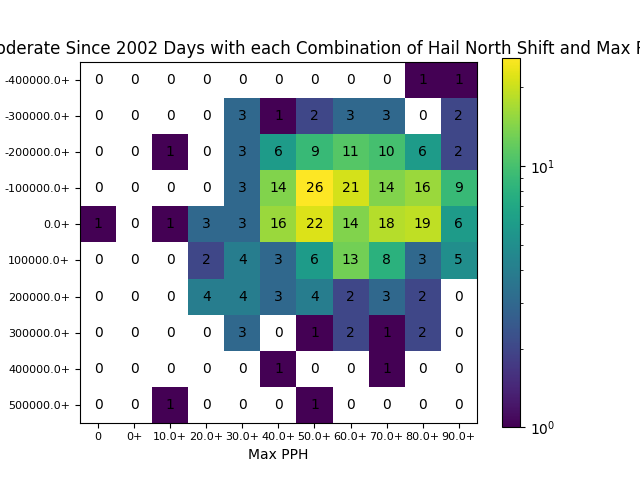 oderate Since 2002 Days with each Combination of Hail North Shift and Max
-400000.0+ 0 0 0 0 0 0 0 0 0 1 1
-300000.0+ 0 0 0 0 3 1 2 3 3 0 2
-200000.0+ 0 0 1 0 3 6 9 11 10 6 2
-100000.0+ 0 0 0 0 3 14 26 21 14 16 9
0.0+ 1 0 1 3 3 16 22 14 18 19 6
100000.0+ 0 0 0 2 4 3 6 13 8 3 5
200000.0+ 0 0 0 4 4 3 4 2 3 2 0
300000.0+ 0 0 0 0 3 0 1 2 1 2 0
400000.0+ 0 0 0 0 0 1 0 0 1 0 0
500000.0+ 0 0 1 0 0 0 1 0 0 0 0
0 0+ 10.0+ 20.0+ 30.0+ 40.0+ 50.0+ 60.0+ 70.0+ 80.0+ 90.0+
Max PPH
10¹
10⁰